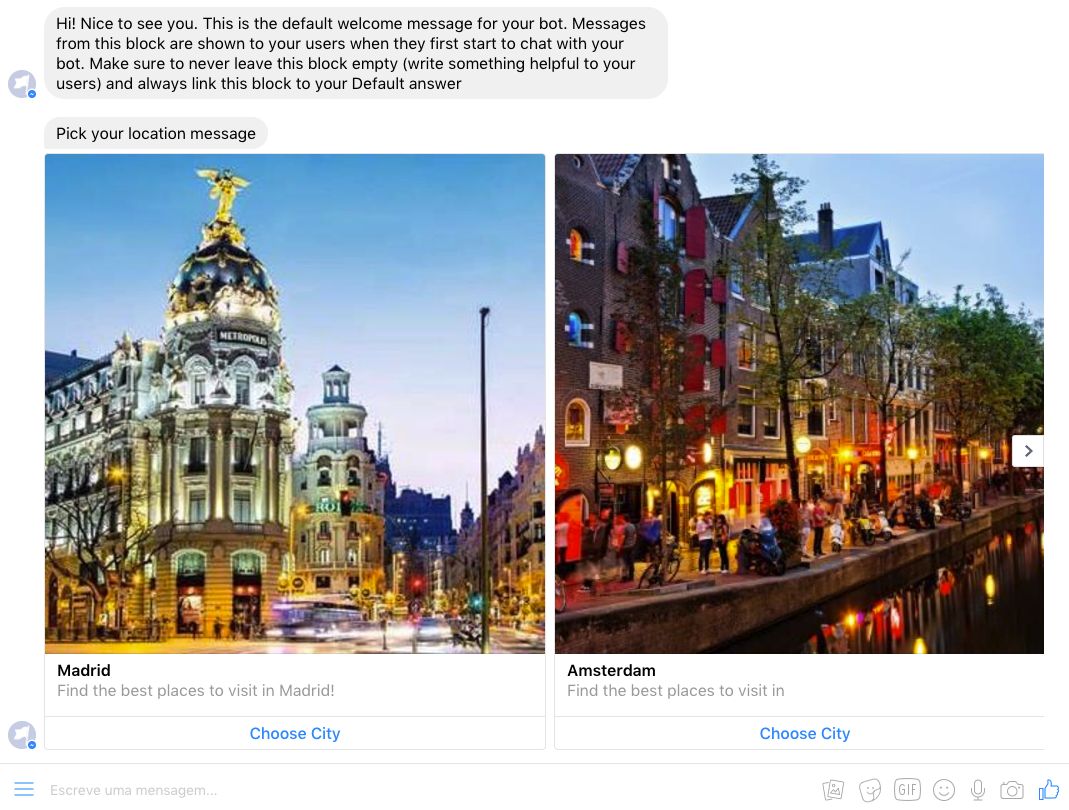 Hi! Nice to see you. This is the default welcome message for your bot. Messages
from this block are shown to your users when they first start to chat with your
bot. Make sure to never leave this block empty (write something helpful to your
users) and always link this block to your Default answer
Pick your location message
METROPOLIS
Madrid
Find the best places to visit in Madrid!
Choose City
Amsterdam
Find the best places to visit in
Choose City
Escreve uma mensagem...
GIF